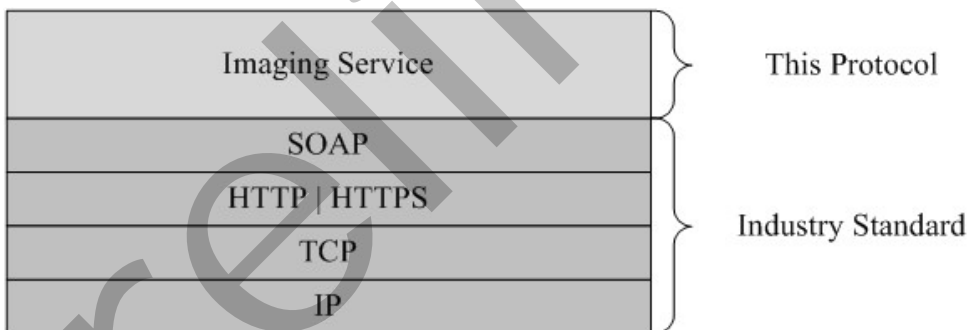 Imaging Service
This Protocol
SOAP
HTTP | HTTPS
Industry Standard
TCP
IP